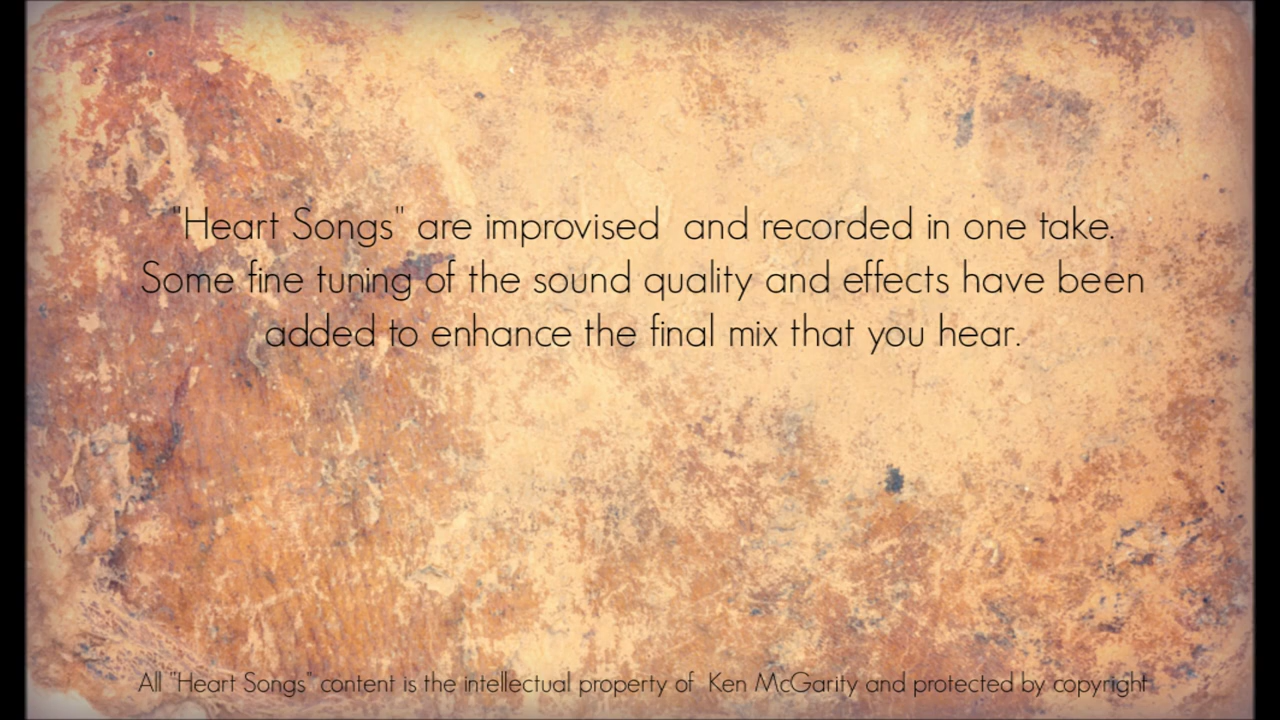 "Heart Songs" are improvised  and recorded in one take.
Some fine tuning of the sound quality and effects have been
added to enhance the final mix that you hear.
All "Heart Songs" content is the intellectual property of  Ken McGarity and protected by copyright